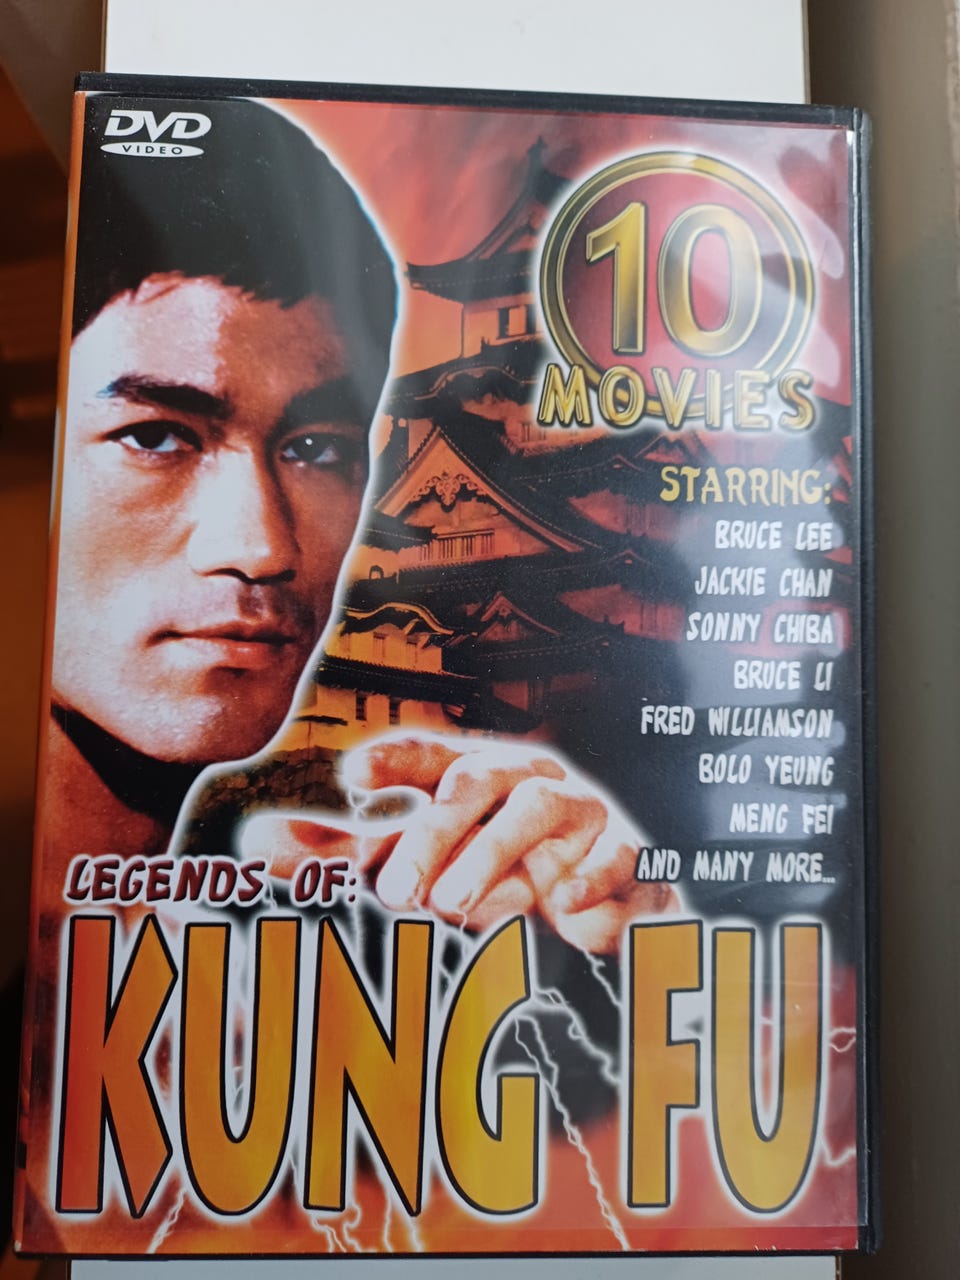 DVD
VIDEO
10
MOVIES
STARRING:
BRUCE LEE
JACKIE CHAN
SONNY CHIBA
BRUCE LI
FRED WILLIAMSON
BOLO YEUNG
MENG FEI
AND MANY MORE...
LEGENDS OF:
KUNG FU